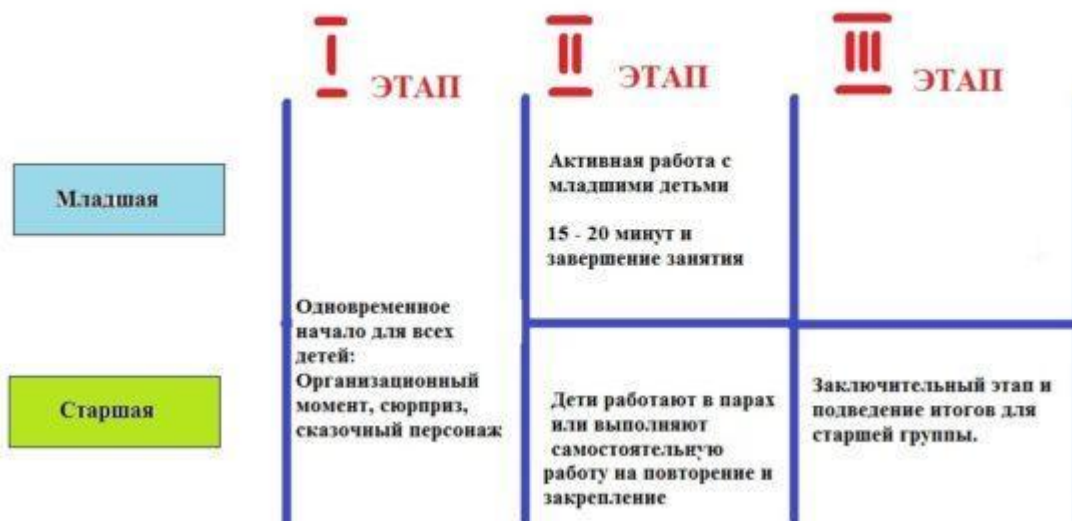 I ЭТАП
II ЭТАП
III ЭТАП
Младшая
Активная работа с
младшими детьми
15 - 20 минут и
завершение занятия
Одновременное
начало для всех
детей:
Организационный
момент, сюрприз,
сказочный персонаж
Старшая
Дети работают в парах
или выполняют
самостоятельную
работу на повторение и
закрепление
Заключительный этап и
подведение итогов для
старшей группы.